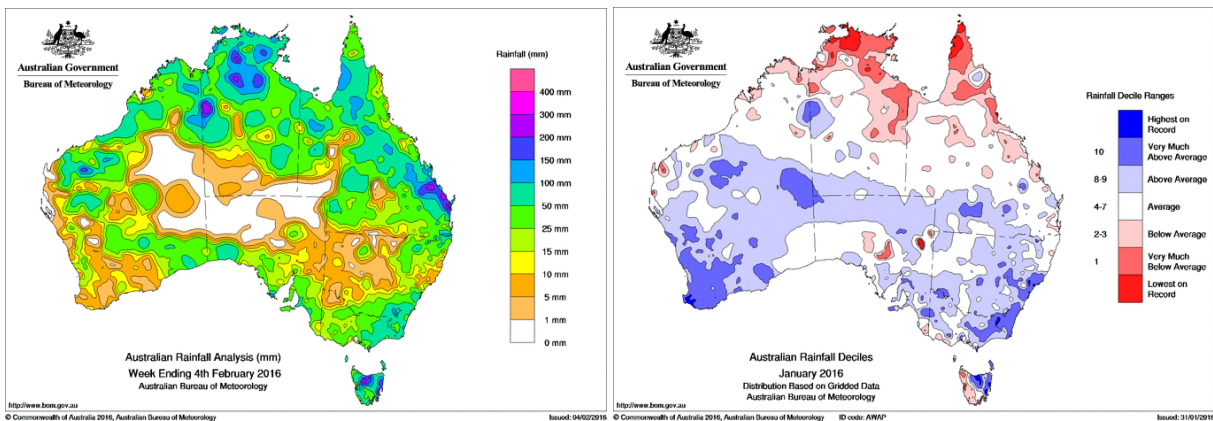 Australian Government
Bureau of Meteorology
Rainfall (mm)
400 mm
300 mm
200 mm
150 mm
100 mm
50 mm
25 mm
15 mm
10 mm
5 mm
1 mm
0 mm
Australian Rainfall Analysis (mm)
Week Ending 4th February 2016
Australian Bureau of Meteorology
http://www.bom.gov.au
© Commonwealth of Australia 2016, Australian Bureau of Meteorology
Issued: 04/02/2016
Australian Government
Bureau of Meteorology
Rainfall Decile Ranges
Highest on
Record
10
Very Much
Above Average
8-9
Above Average
4-7
Average
2-3
Below Average
1
Very Much
Below Average
Lowest on
Record
Australian Rainfall Deciles
January 2016
Distribution Based on Gridded Data
Australian Bureau of Meteorology
http://www.bom.gov.au
© Commonwealth of Australia 2016, Australian Bureau of Meteorology
ID code: AWAP
Issued: 31/01/2016